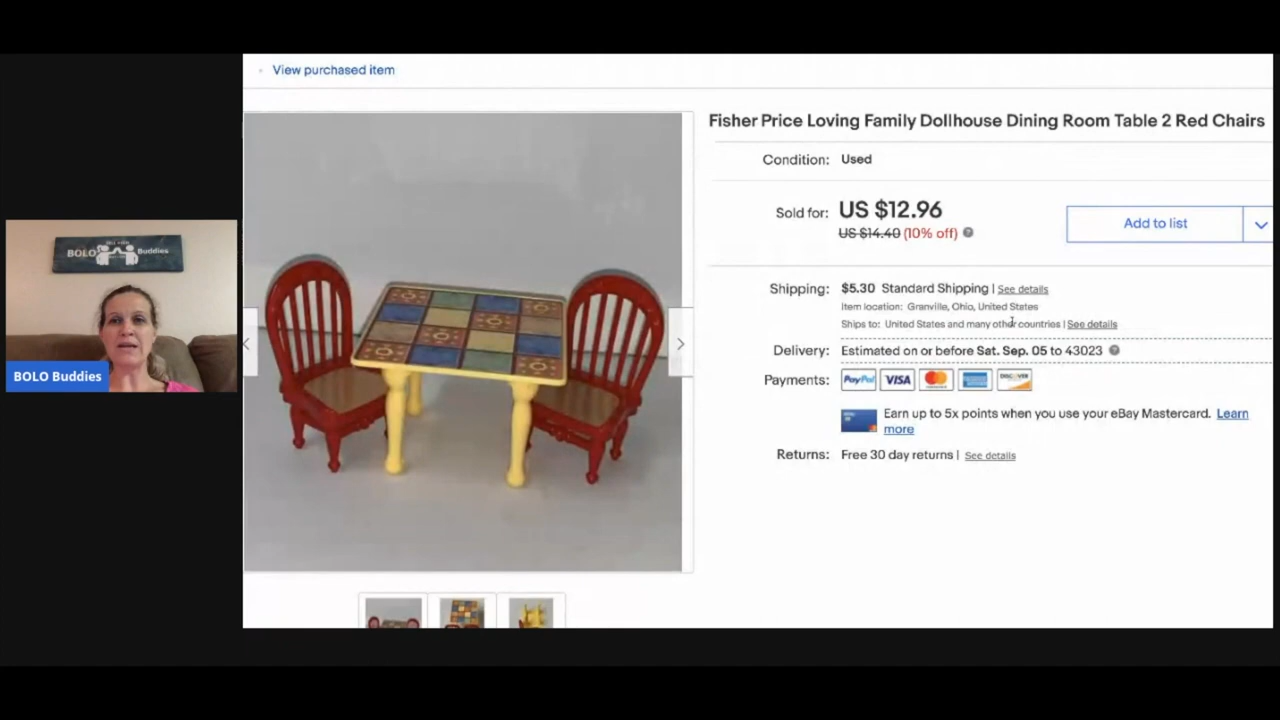 View purchased item
Fisher Price Loving Family Dollhouse Dining Room Table 2 Red Chairs
Condition: Used
Sold for: US $12.96
US $14.40 (10% off)
Add to list
Shipping: $5.30 Standard Shipping | See details
Item location: Granville, Ohio, United States
Ships to: United States and many other countries | See details
Delivery: Estimated on or before Sat. Sep. 05 to 43023
Payments: PayPal VISA DISCOVER
Earn up to 5x points when you use your eBay Mastercard. Learn
more
Returns: Free 30 day returns | See details
BOLO Buddies
BOLO Buddies